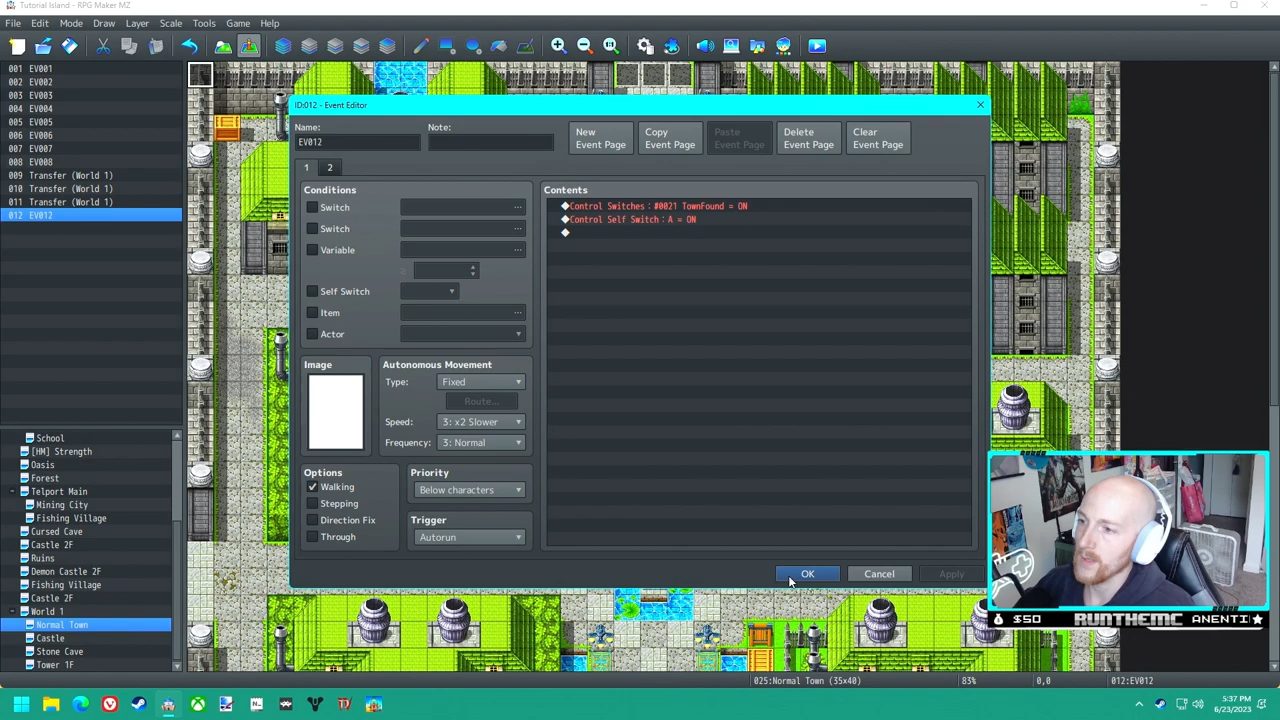 Tutorial Island - RPG Maker MZ
File Edit Mode Draw Layer Scale Tools Game Help
001 EV001
002 EV002
003 EV003
004 EV004
005 EV005
006 EV006
007 EV007
008 EV008
009 Transfer (World 1)
010 Transfer (World 1)
011 Transfer (World 1)
012 EV012
School
[HM] Strength
Oasis
Forest
Telport Main
Mining City
Fishing Village
Cursed Cave
Castle 2F
Ruins
Demon Castle 2F
Fishing Village
Castle 2F
World 1
Normal Town
Castle
Stone Cave
Tower 1F
ID:012 - Event Editor
Name:
EV012
Note:
New
Event Page
Copy
Event Page
Paste
Event Page
Delete
Event Page
Clear
Event Page
1 2
Conditions
Switch
Switch
Variable
Self Switch
Item
Actor
Image
Autonomous Movement
Type: Fixed
Route...
Speed: 3: x2 Slower
Frequency: 3: Normal
Options
Walking
Stepping
Direction Fix
Through
Priority
Below characters
Trigger
Autorun
Contents
◆Control Switches：#0021 TownFound = ON
◆Control Self Switch：A = ON
◆
OK Cancel Apply
$50 RUNTHEMC ANENTI
025:Normal Town (35x40) 83% 0,0 012:EV012
5:37 PM
6/23/2023